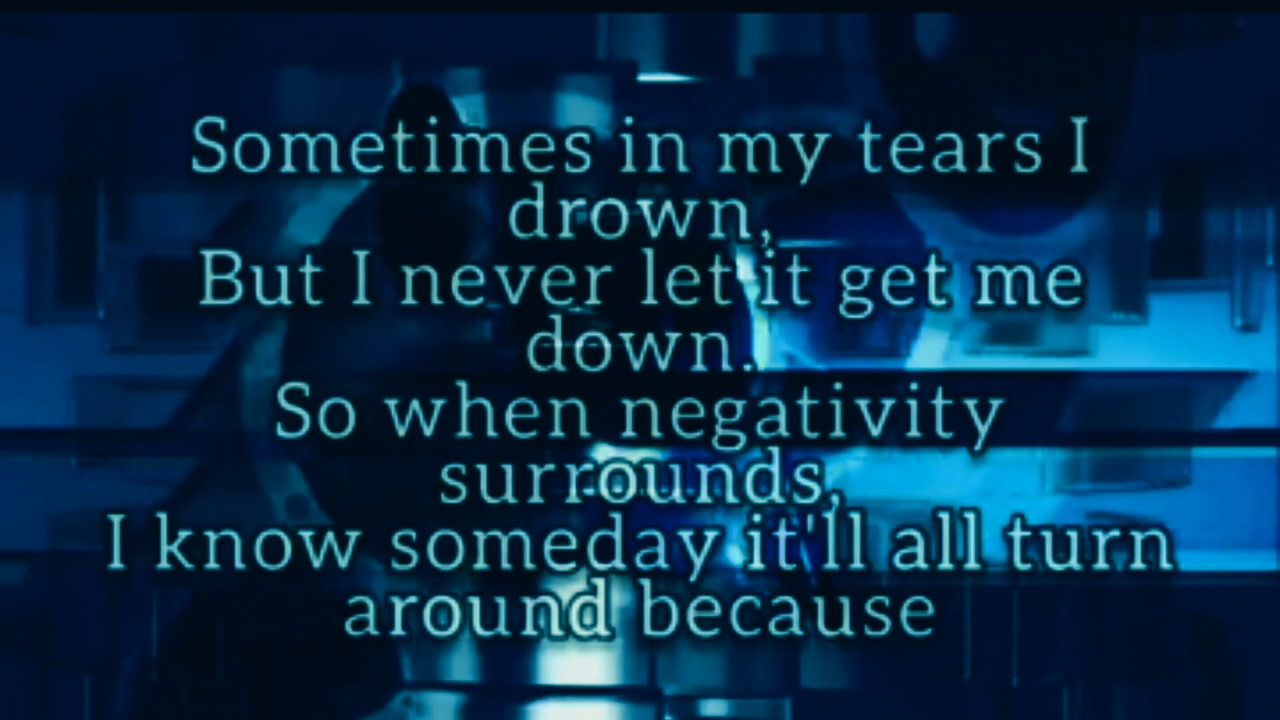 Sometimes in my tears I
drown,
But I never let it get me
down.
So when negativity
surrounds,
I know someday it'll all turn
around because